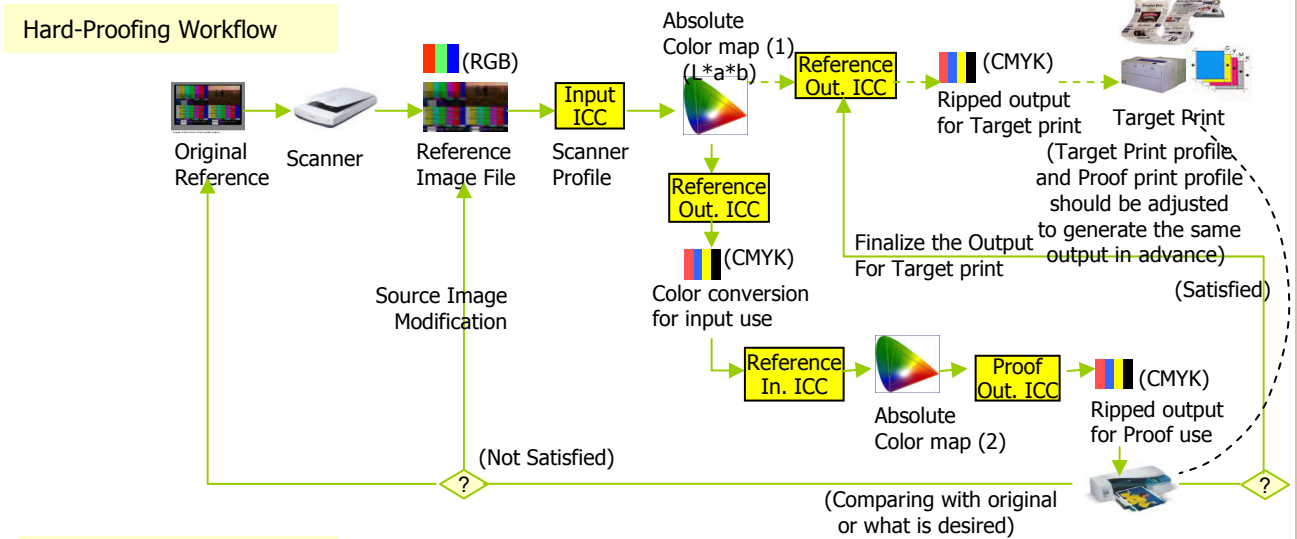 Hard-Proofing Workflow
Original
Reference
Scanner
(RGB)
Reference
Image File
Input
ICC
Scanner
Profile
Absolute
Color map (1)
(L*a*b)
Reference
Out. ICC
(CMYK)
Ripped output
for Target print
Target Print
(Target Print profile
and Proof print profile
should be adjusted
to generate the same
output in advance)
Reference
Out. ICC
(CMYK)
Color conversion
for input use
Finalize the Output
For Target print
(Satisfied)
Source Image
Modification
Reference
In. ICC
Absolute
Color map (2)
Proof
Out. ICC
(CMYK)
Ripped output
for Proof use
(Not Satisfied)
?
?
(Comparing with original
or what is desired)